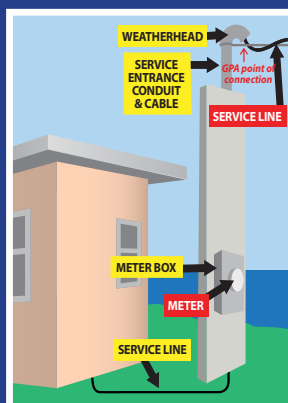 WEATHERHEAD
SERVICE
ENTRANCE
CONDUIT
& CABLE
GPA point of
connection
SERVICE LINE
METER BOX
METER
SERVICE LINE